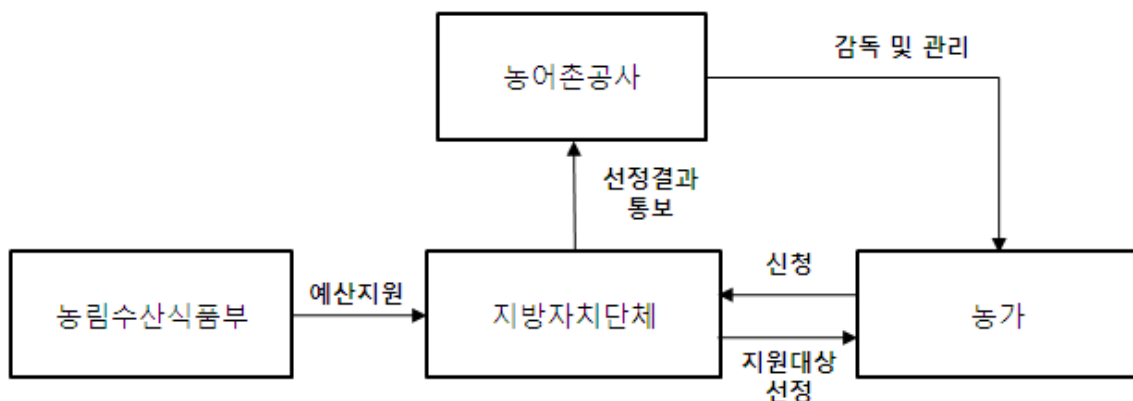 감독 및 관리
농어촌공사
선정결과
통보
신청
농림수산식품부
예산지원
지방자치단체
농가
지원대상
선정